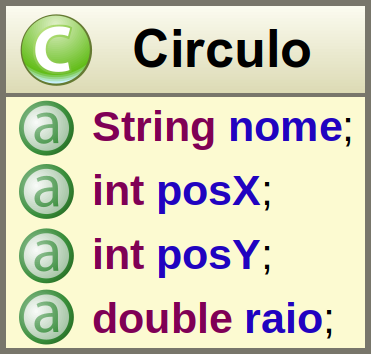 C Circulo
a String nome;
a int posX;
a int posY;
a double raio;